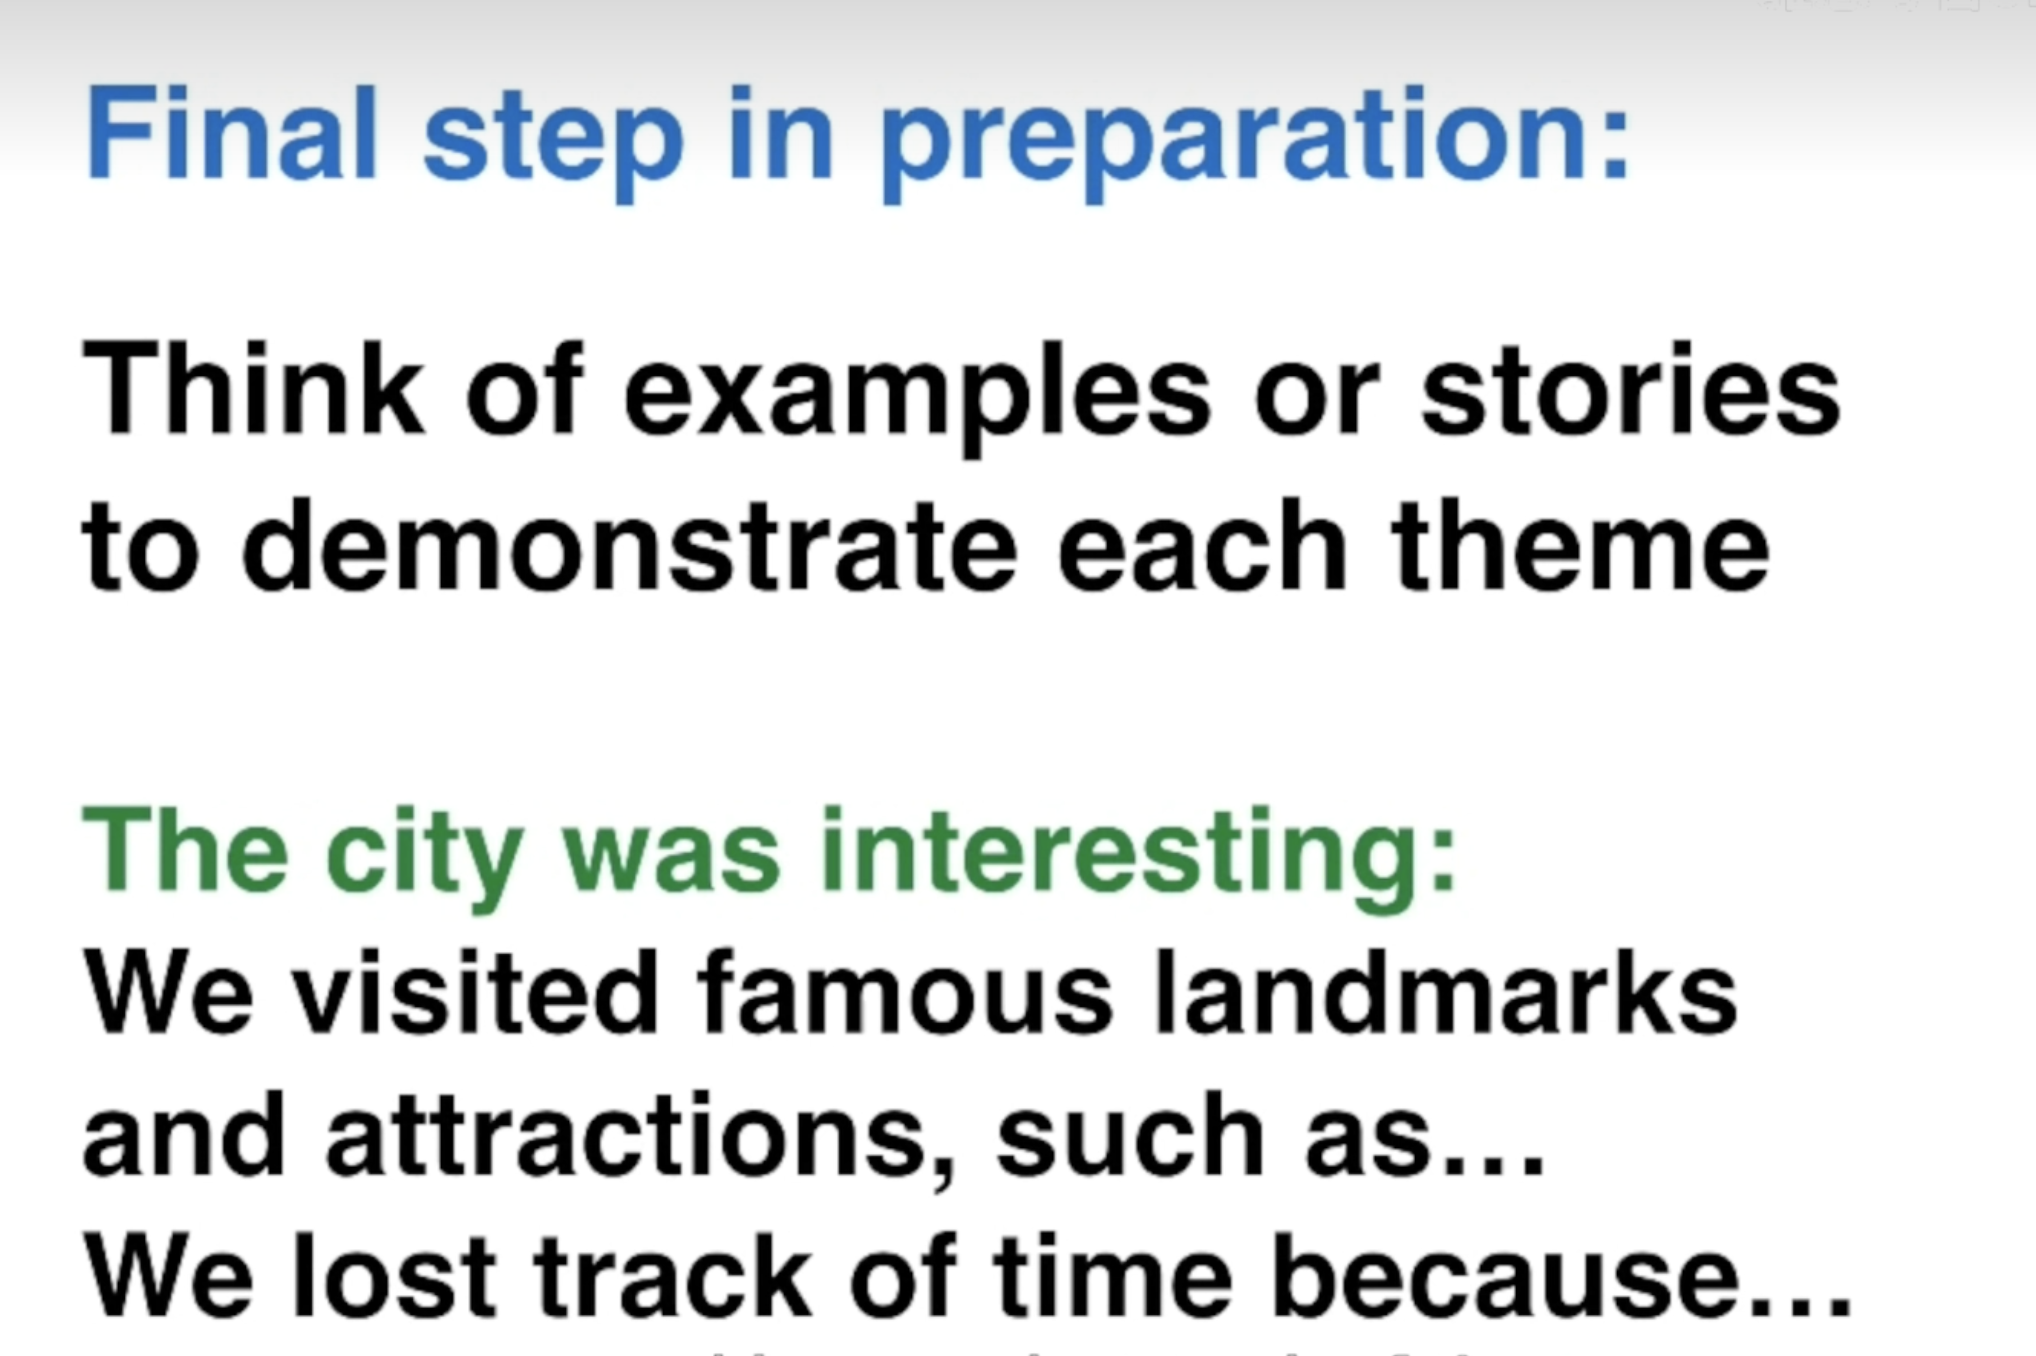 Final step in preparation:
Think of examples or stories
to demonstrate each theme
The city was interesting:
We visited famous landmarks
and attractions, such as...
We lost track of time because...